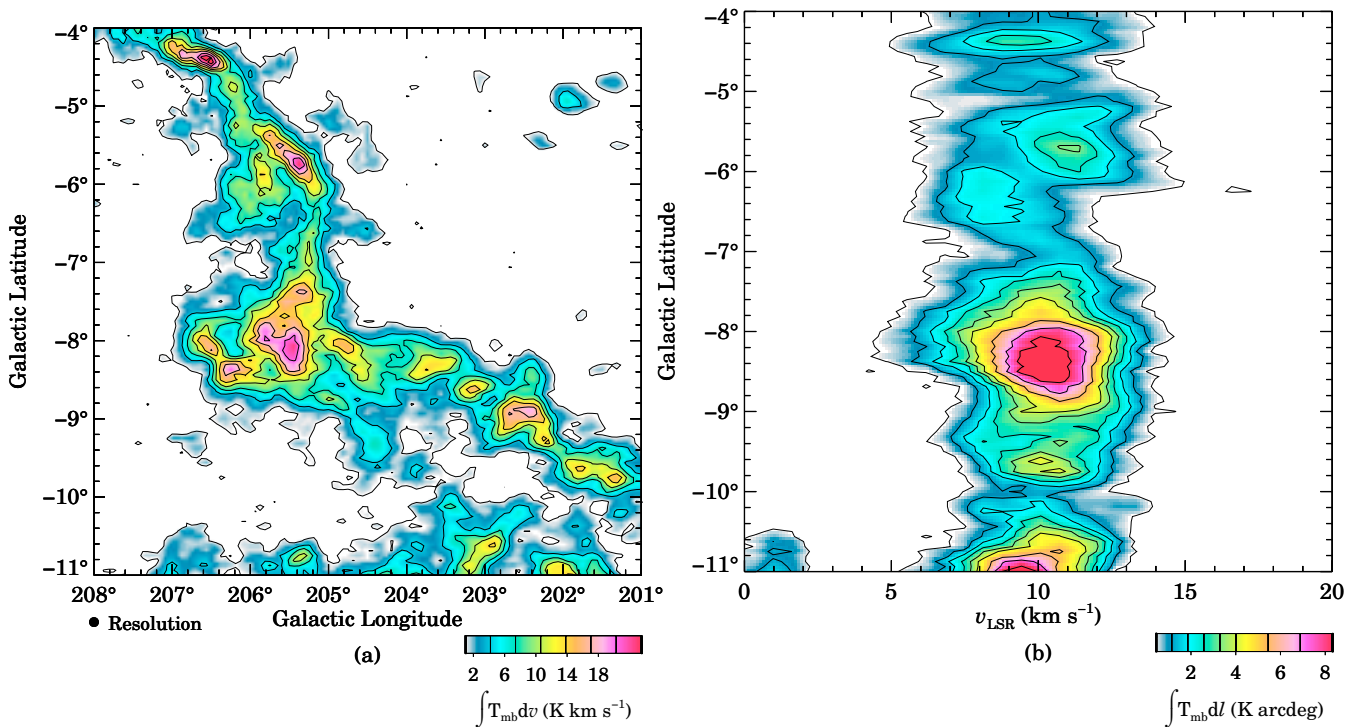 Galactic Latitude
−4°
−5°
−6°
−7°
−8°
−9°
−10°
−11°
208° 207° 206° 205° 204° 203° 202° 201°
Galactic Longitude
Resolution
2 6 10 14 18
∫ T_mb dv (K km s⁻¹)
(a)
Galactic Latitude
−4°
−5°
−6°
−7°
−8°
−9°
−10°
−11°
0 5 10 15 20
v_LSR (km s⁻¹)
2 4 6 8
∫ T_mb dl (K arcdeg)
(b)